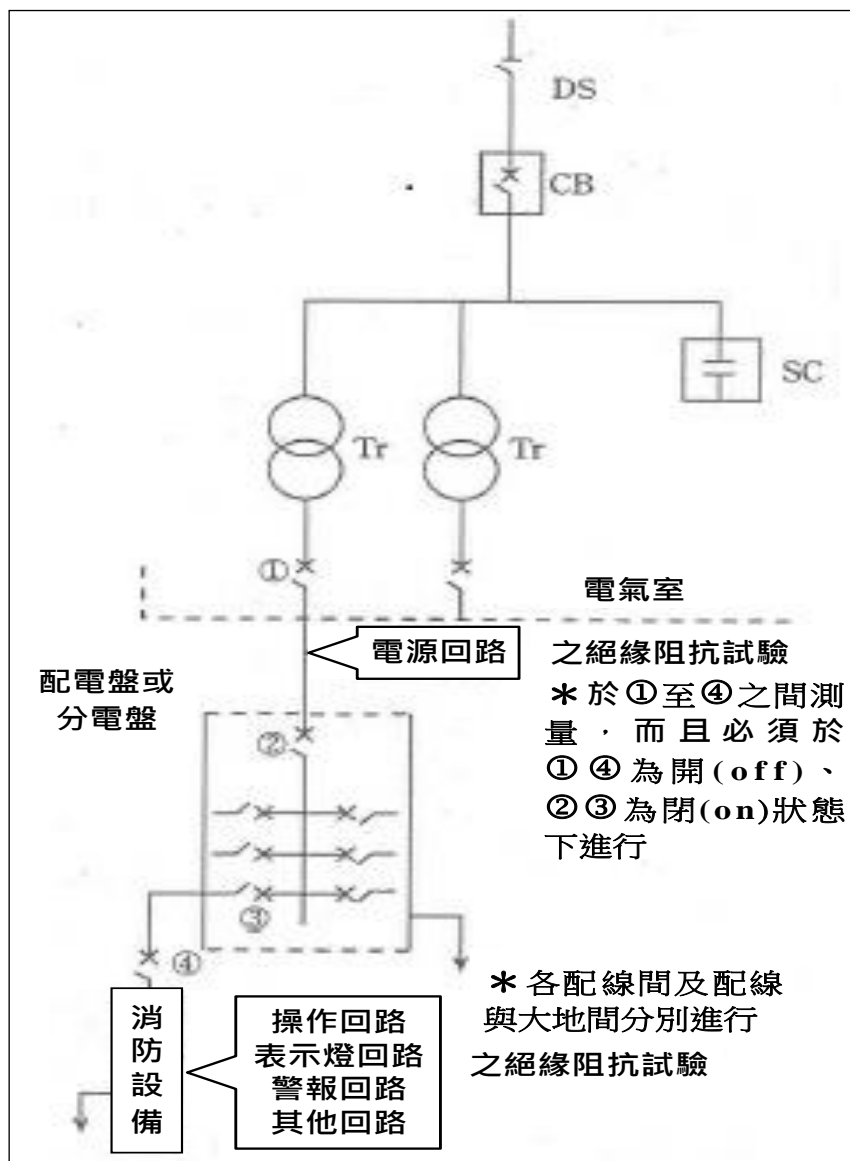 DS
CB
SC
Tr
Tr
①
電氣室
電源回路
之絕緣阻抗試驗
＊於①至④之間測
量，而且必須於
①④為開(off)、
②③為閉(on)狀態
下進行
配電盤或
分電盤
②
③
④
＊各配線間及配線
與大地間分別進行
之絕緣阻抗試驗
消
防
設
備
操作回路
表示燈回路
警報回路
其他回路